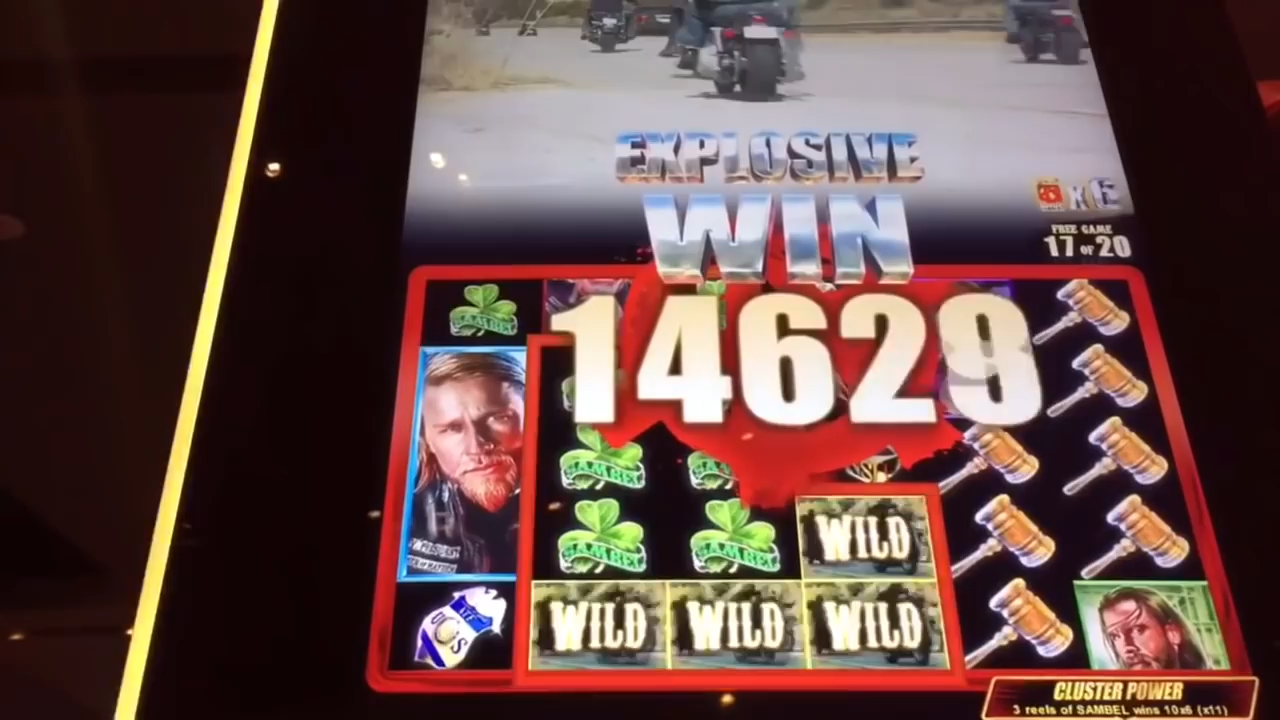 EXPLOSIVE
WIN
X6
FREE GAME
17 OF 20
14629
SAMBEL
SAMBEL
SAMBEL
SAMBEL
WILD
WILD
WILD
WILD
CLUSTER POWER
3 reels of SAMBEL wins 10x6 (x11)